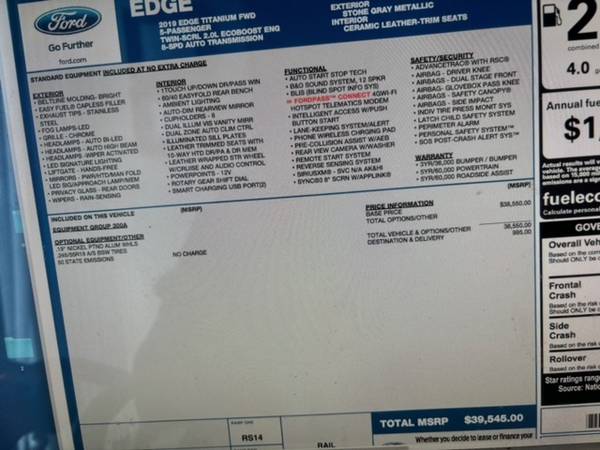 EDGE
Ford
Go Further
ford.com
2019 EDGE TITANIUM FWD
5-PASSENGER
TWIN-SCRL 2.0L ECOBOOST ENG
8-SPD AUTO TRANSMISSION
EXTERIOR
STONE GRAY METALLIC
INTERIOR
CERAMIC LEATHER-TRIM SEATS
STANDARD EQUIPMENT INCLUDED AT NO EXTRA CHARGE
EXTERIOR
• BELTLINE MOLDING- BRIGHT
• EASY FUEL® CAPLESS FILLER
• EXHAUST TIPS - STAINLESS
STEEL
• FOG LAMPS-LED
• GRILLE - CHROME
• HEADLAMPS - AUTO BI-LED
• HEADLAMPS - AUTO HIGH BEAM
• HEADLAMPS -WIPER ACTIVATED
• LED SIGNATURE LIGHTING
• LIFTGATE - HANDS-FREE
• MIRRORS - PWR/HTD/MAN FOLD
LED SIG/APPROACH LAMP/MEM
• PRIVACY GLASS - REAR DOORS
• WIPERS - RAIN-SENSING
INTERIOR
• 1TOUCH UP/DOWN DR/PASS WIN
• 60/40 EASYFOLD REAR BENCH
• AMBIENT LIGHTING
• AUTO-DIM REARVIEW MIRROR
• CUPHOLDERS - 8
• DUAL ILLUM VIS VANITY MIRR
• DUAL ZONE AUTO CLIM CTRL
• ILLUMINATED SILL PLATES
• LEATHER TRIMMED SEATS WITH
10-WAY HTD DR/PA & DR MEM
• LEATHER WRAPPED STR WHEEL
W/CRUISE AND AUDIO CONTROL
• POWERPOINTS - 12V
• ROTARY GEAR SHIFT DIAL
• SMART CHARGING USB PORT(2)
FUNCTIONAL
• AUTO START STOP TECH
• B&O SOUND SYSTEM, 12 SPKR
• BLIS (BLIND SPOT INFO SYS)
FORDPASS™ CONNECT 4GWI-FI
HOTSPOT TELEMATICS MODEM
• INTELLIGENT ACCESS W/PUSH
BUTTON START
• LANE-KEEPING SYSTEM/ALERT
• PHONE WIRELESS CHRGING PAD
• PRE-COLLISION ASSIST W/AEB
• REAR VIEW CAMERA W/WASHER
• REMOTE START SYSTEM
• REVERSE SENSING SYSTEM
• SIRIUSXM® - SVC N/A AK&HI
• SYNC®3 8" SCRN W/APPLINK®
SAFETY/SECURITY
• ADVANCETRAC® WITH RSC®
• AIRBAG - DRIVER KNEE
• AIRBAGS - DUAL STAGE FRONT
• AIRBAG - GLOVEBOX KNEE
• AIRBAGS - SAFETY CANOPY®
• AIRBAGS - SIDE IMPACT
• INDIV TIRE PRESS MONIT SYS
• LATCH CHILD SAFETY SYSTEM
• PERIMETER ALARM
• PERSONAL SAFETY SYSTEM™
• SOS POST-CRASH ALERT SYS™
WARRANTY
• 3YR/36,000 BUMPER / BUMPER
• 5YR/60,000 POWERTRAIN
• 5YR/60,000 ROADSIDE ASSIST
INCLUDED ON THIS VEHICLE (MSRP)
EQUIPMENT GROUP 300A
OPTIONAL EQUIPMENT/OTHER
.19" NICKEL PTND ALUM WHLS
.245/55R19 A/S BSW TIRES
50 STATE EMISSIONS NO CHARGE
(MSRP)
PRICE INFORMATION
BASE PRICE $38,550.00
TOTAL OPTIONS/OTHER
TOTAL VEHICLE & OPTIONS/OTHER 38,550.00
DESTINATION & DELIVERY 995.00
TOTAL MSRP $39,545.00
RS14
RAIL
Whether you decide to lease or finance your
2
combined
4.0
Annual fue
$1,
Actual results will
fueleco
Calculate personal
GOVE
Overall Veh
Based on the com
Should ONLY be c
Frontal
Crash
Based on the risk
Should ONLY be c
Side
Crash
Based on the risk
Rollover
Based on the risk
Star ratings range
Source: Natio